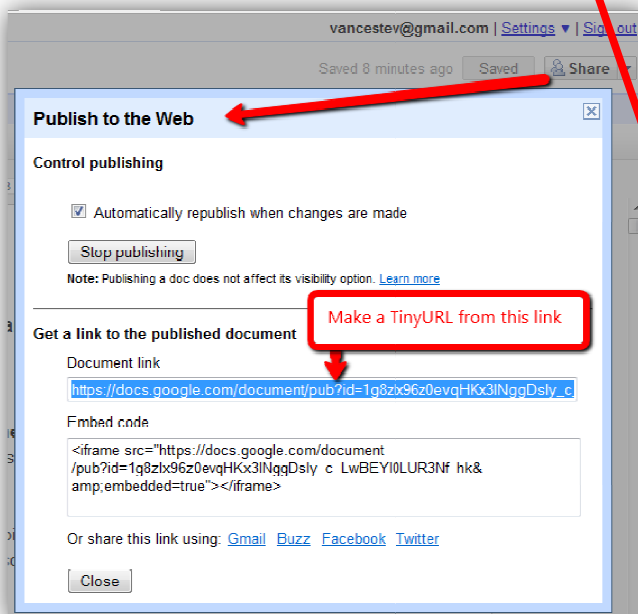 vancestev@gmail.com | Settings ▼ | Sign out
Saved 8 minutes ago Saved Share
Publish to the Web
Control publishing
Automatically republish when changes are made
Stop publishing
Note: Publishing a doc does not affect its visibility option. Learn more
Make a TinyURL from this link
Get a link to the published document
Document link
https://docs.google.com/document/pub?id=1g8zlx96z0evqHKx3lNggDsly_c
Embed code
<iframe src="https://docs.google.com/document
/pub?id=1g8zlx96z0evqHKx3lNggDsly_c_LwBEYl0LUR3Nf_hk&
amp;embedded=true"></iframe>
Or share this link using: Gmail Buzz Facebook Twitter
Close